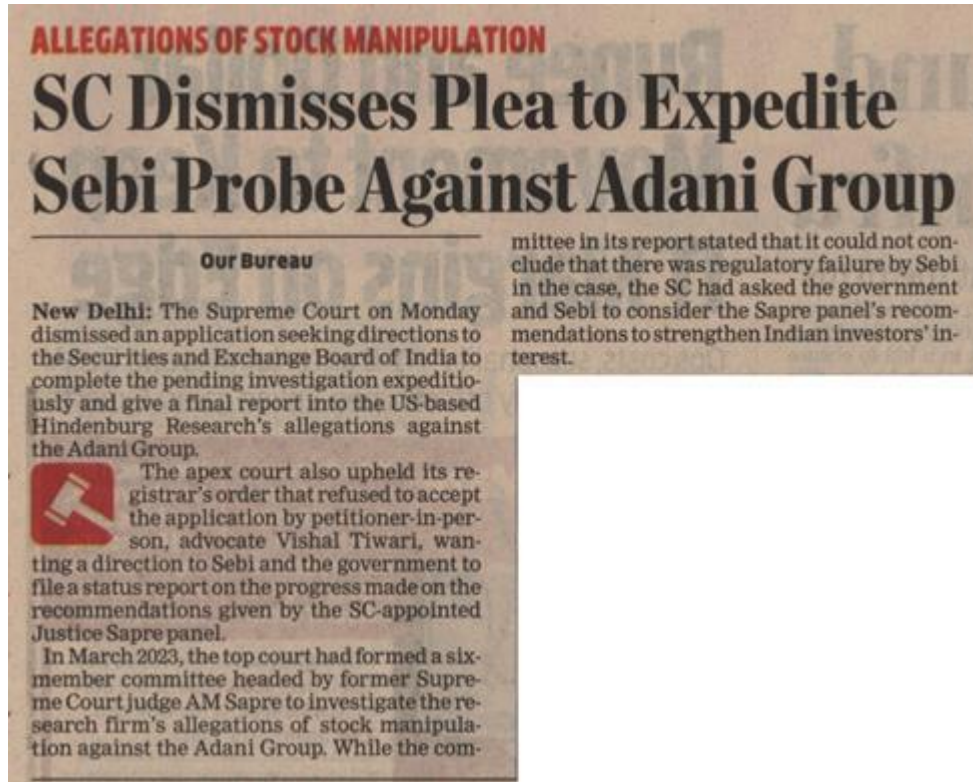 ALLEGATIONS OF STOCK MANIPULATION
SC Dismisses Plea to Expedite
Sebi Probe Against Adani Group
Our Bureau
New Delhi: The Supreme Court on Monday
dismissed an application seeking directions to
the Securities and Exchange Board of India to
complete the pending investigation expeditio-
usly and give a final report into the US-based
Hindenburg Research's allegations against
the Adani Group.
The apex court also upheld its re-
gistrar's order that refused to accept
the application by petitioner-in-per-
son, advocate Vishal Tiwari, wan-
ting a direction to Sebi and the government to
file a status report on the progress made on the
recommendations given by the SC-appointed
Justice Sapre panel.
In March 2023, the top court had formed a six-
member committee headed by former Supre-
me Court judge AM Sapre to investigate the re-
search firm's allegations of stock manipula-
tion against the Adani Group. While the com-
mittee in its report stated that it could not con-
clude that there was regulatory failure by Sebi
in the case, the SC had asked the government
and Sebi to consider the Sapre panel's recom-
mendations to strengthen Indian investors' in-
terest.